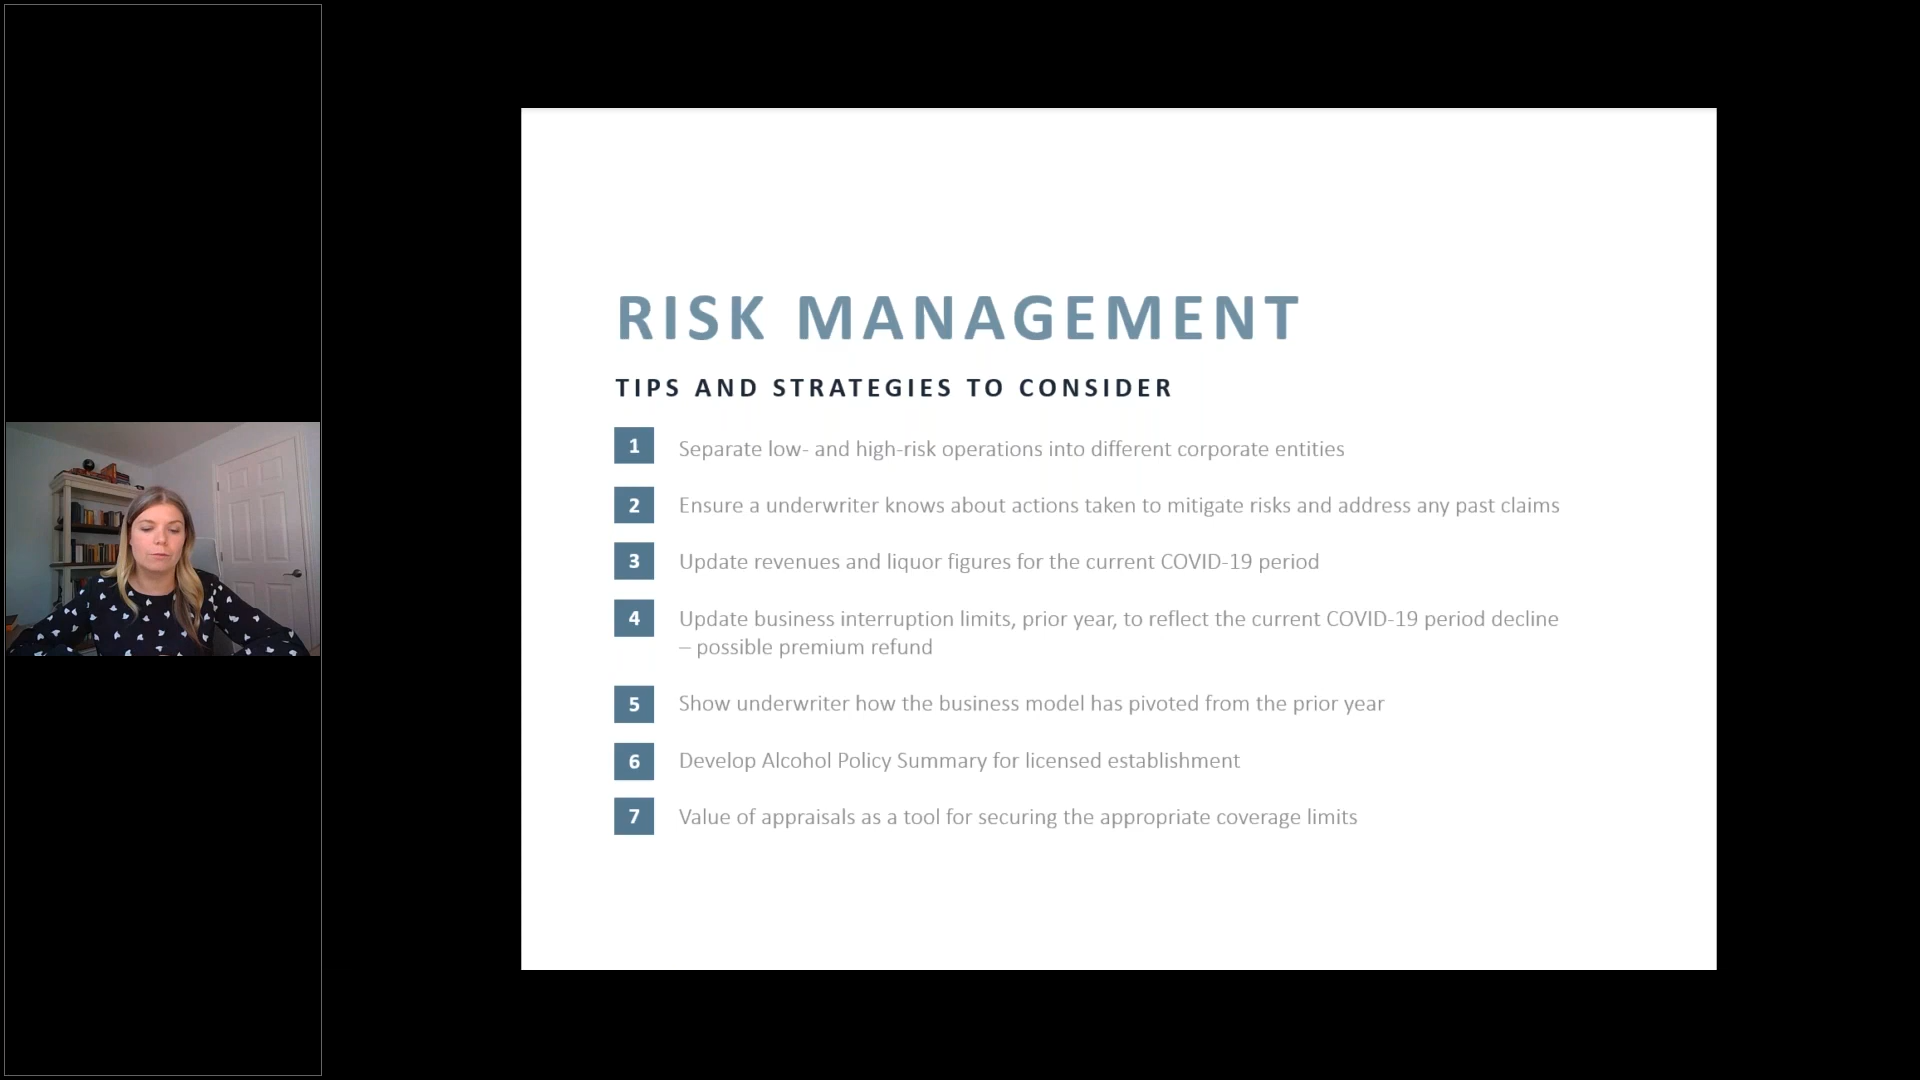 RISK MANAGEMENT
TIPS AND STRATEGIES TO CONSIDER
1 Separate low- and high-risk operations into different corporate entities
2 Ensure a underwriter knows about actions taken to mitigate risks and address any past claims
3 Update revenues and liquor figures for the current COVID-19 period
4 Update business interruption limits, prior year, to reflect the current COVID-19 period decline
– possible premium refund
5 Show underwriter how the business model has pivoted from the prior year
6 Develop Alcohol Policy Summary for licensed establishment
7 Value of appraisals as a tool for securing the appropriate coverage limits